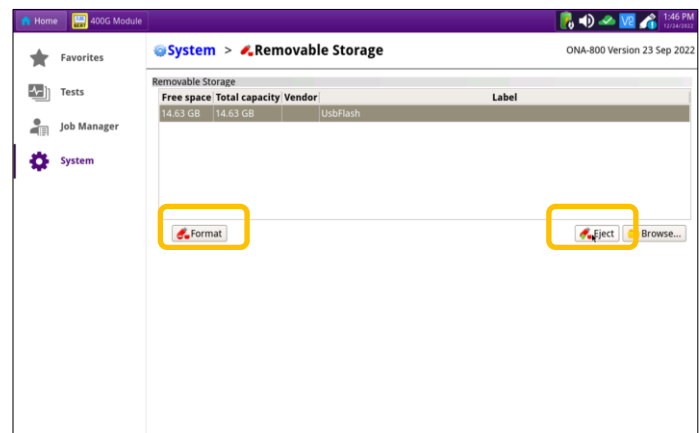 Home 400G Module V2 1:46 PM
12/24/2022
Favorites
Tests
Job Manager
System
System > Removable Storage ONA-800 Version 23 Sep 2022
Removable Storage
Free space Total capacity Vendor Label
14.63 GB 14.63 GB UsbFlash
Format Eject Browse...